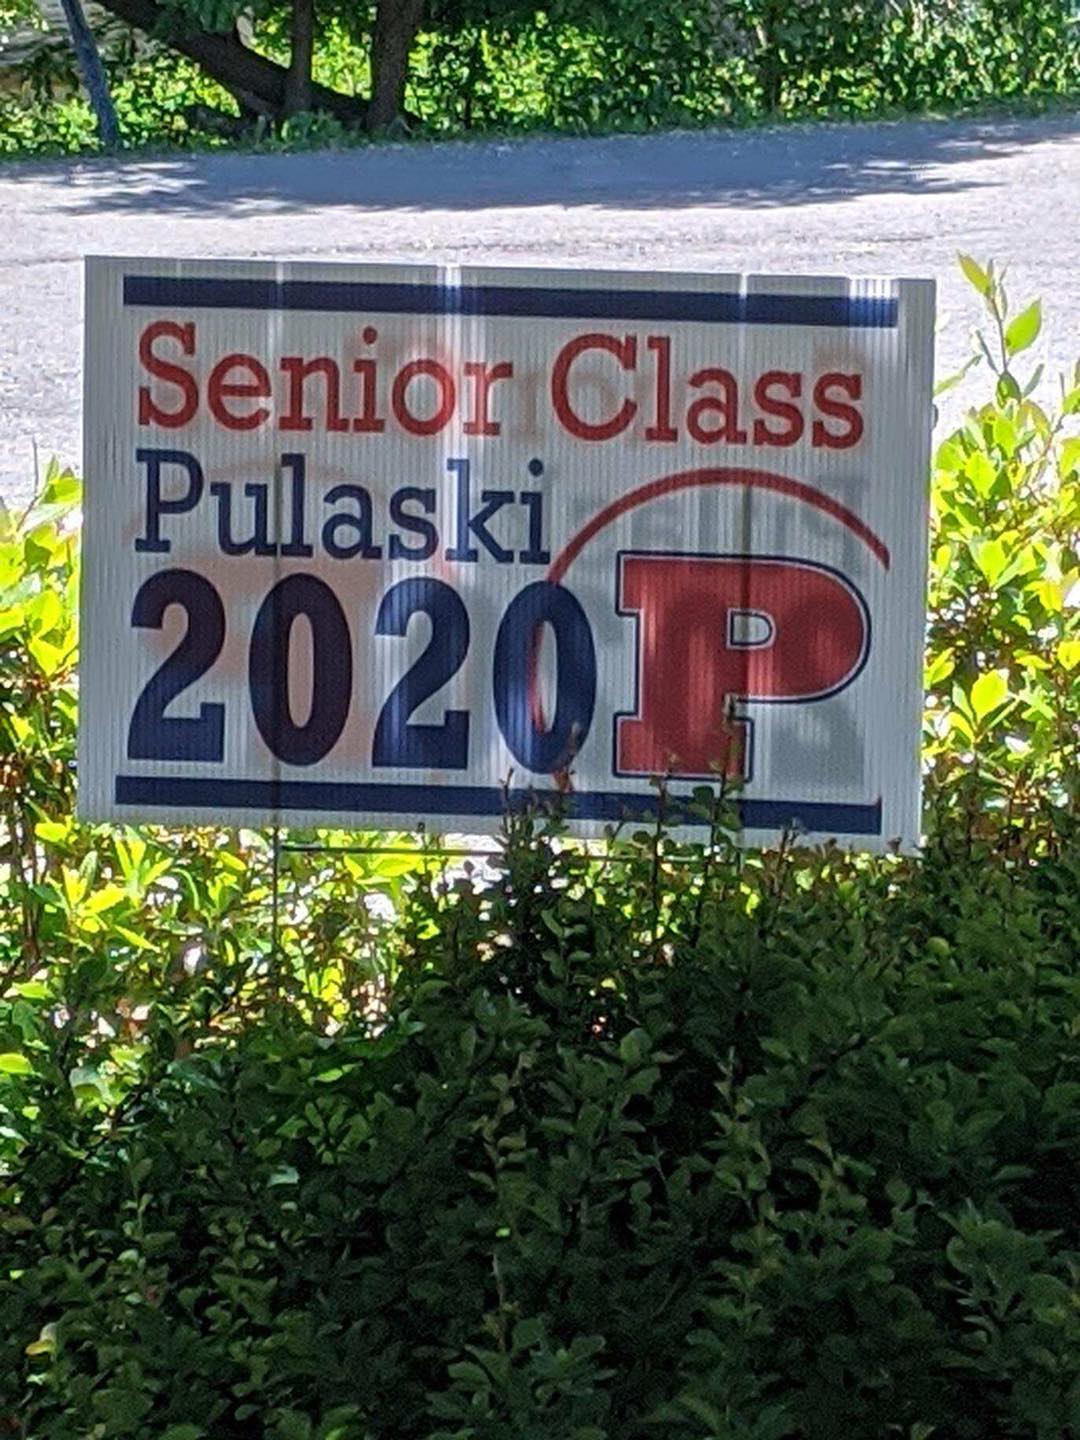 Senior Class
Pulaski
2020 P